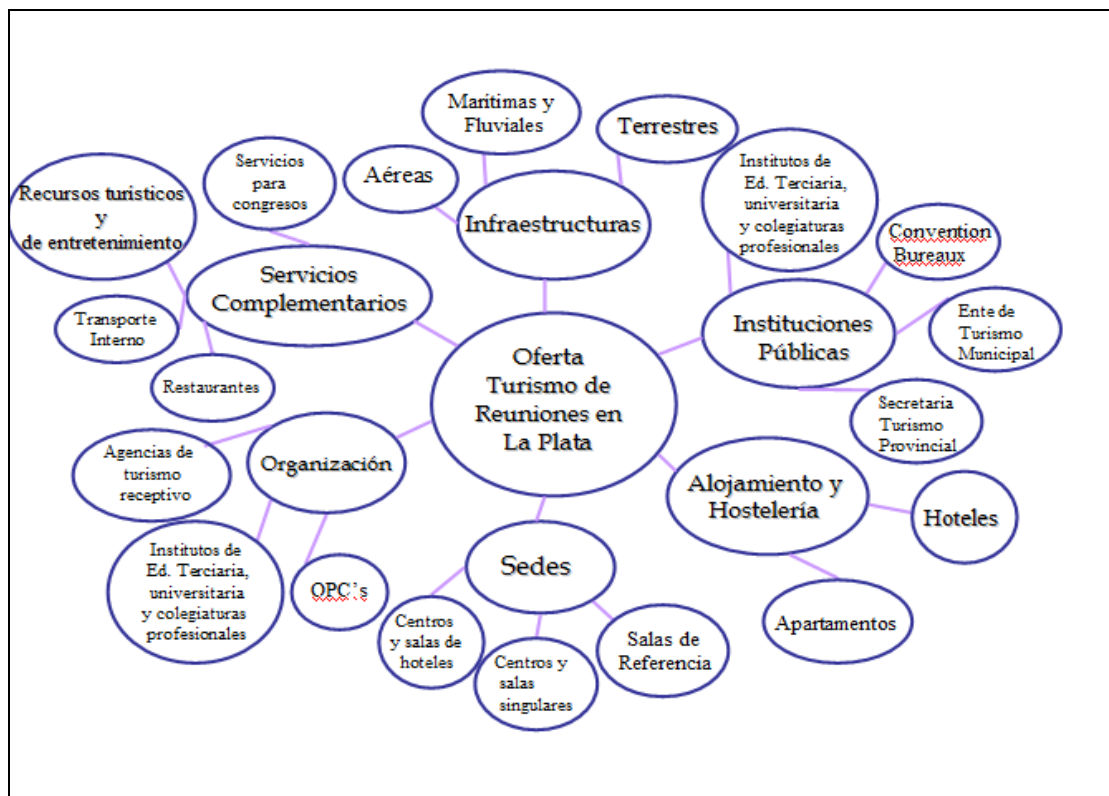 Marítimas y
Fluviales
Terrestres
Aéreas
Infraestructuras
Servicios
para
congresos
Recursos turísticos
y
de entretenimiento
Servicios
Complementarios
Transporte
Interno
Restaurantes
Institutos de
Ed. Terciaria,
universitaria
y colegiaturas
profesionales
Convention
Bureaux
Instituciones
Públicas
Ente de
Turismo
Municipal
Secretaria
Turismo
Provincial
Oferta
Turismo de
Reuniones en
La Plata
Agencias de
turismo
receptivo
Organización
Institutos de
Ed. Terciaria,
universitaria
y colegiaturas
profesionales
OPC's
Alojamiento y
Hostelería
Hoteles
Apartamentos
Sedes
Centros
y salas de
hoteles
Centros y
salas
singulares
Salas de
Referencia